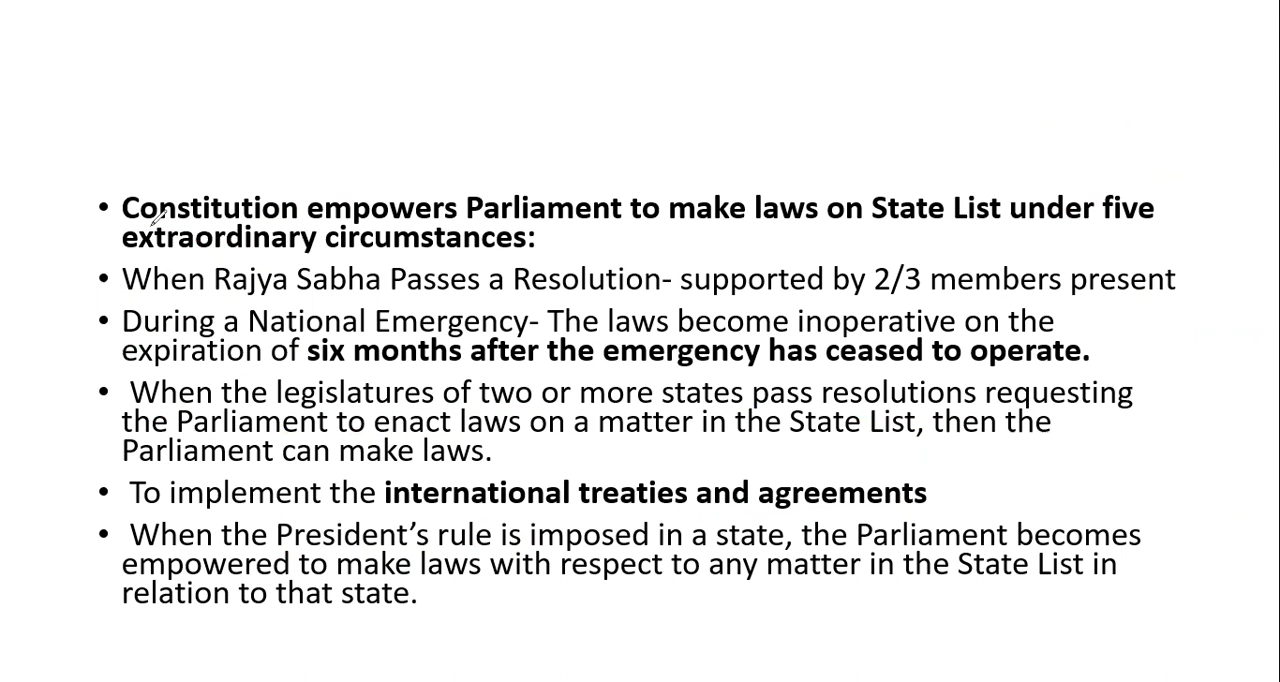 • Constitution empowers Parliament to make laws on State List under five
extraordinary circumstances:
• When Rajya Sabha Passes a Resolution- supported by 2/3 members present
• During a National Emergency- The laws become inoperative on the
expiration of six months after the emergency has ceased to operate.
• When the legislatures of two or more states pass resolutions requesting
the Parliament to enact laws on a matter in the State List, then the
Parliament can make laws.
• To implement the international treaties and agreements
• When the President’s rule is imposed in a state, the Parliament becomes
empowered to make laws with respect to any matter in the State List in
relation to that state.